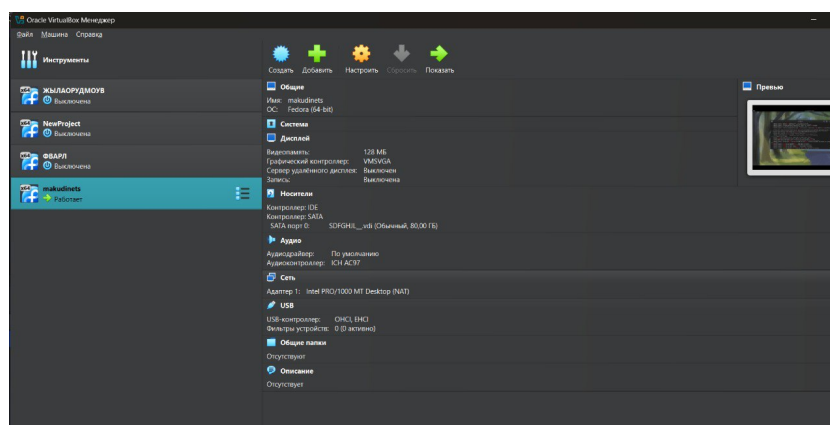 Oracle VirtualBox Менеджер
Файл Машина Справка
Инструменты
ЖЫЛАОРУДМОУВ
Выключена
NewProject
Выключена
ФВАРЛ
Выключена
makudinets
Работает
Создать Добавить Настроить Сбросить Показать
Общие
Имя: makudinets
ОС: Fedora (64-bit)
Система
Дисплей
Видеопамять: 128 МБ
Графический контроллер: VMSVGA
Сервер удалённого дисплея: Выключен
Запись: Выключена
Носители
Контроллер: IDE
Контроллер: SATA
SATA порт 0: SDFGHJL__.vdi (Обычный, 80,00 ГБ)
Аудио
Аудиодрайвер: По умолчанию
Аудиоконтроллер: ICH AC97
Сеть
Адаптер 1: Intel PRO/1000 MT Desktop (NAT)
USB
USB-контроллер: OHCI, EHCI
Фильтры устройств: 0 (0 активно)
Общие папки
Отсутствуют
Описание
Отсутствует
Превью